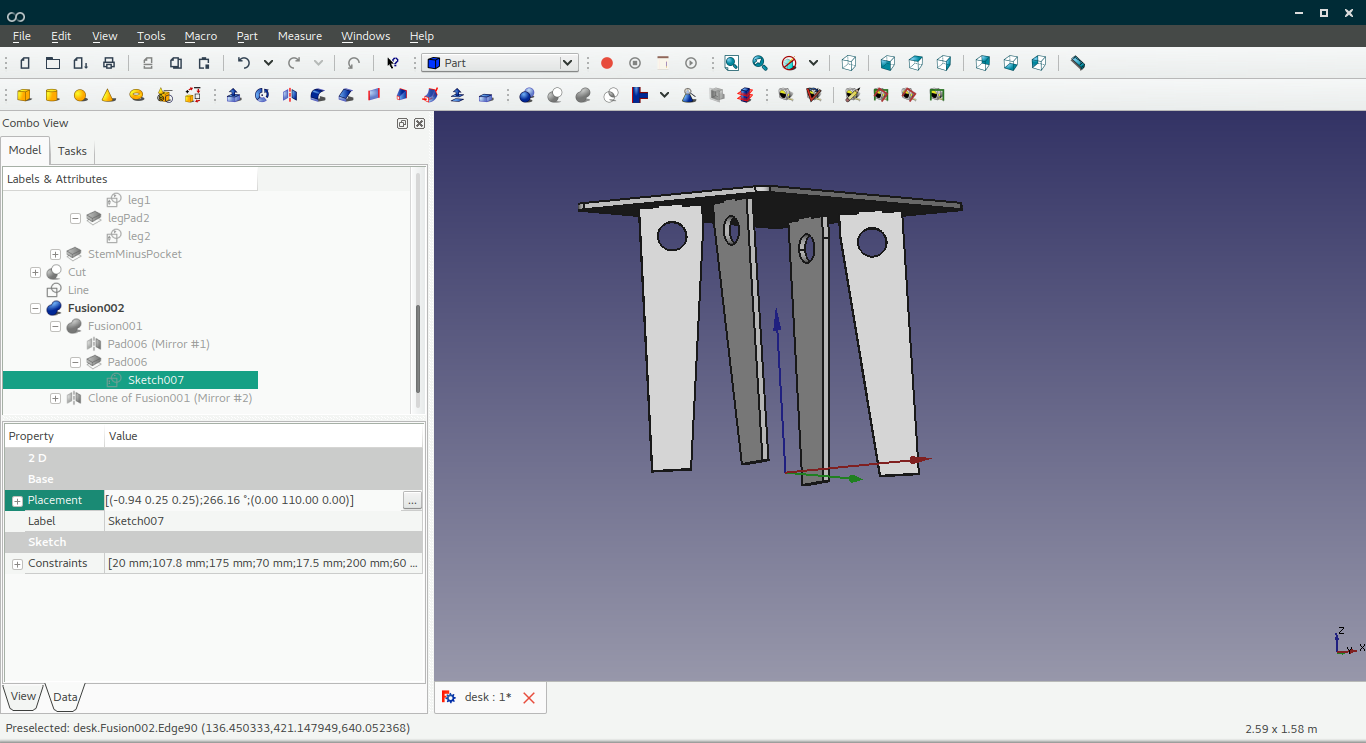 File Edit View Tools Macro Part Measure Windows Help
Part
Combo View
Model Tasks
Labels & Attributes
leg1
legPad2
leg2
StemMinusPocket
Cut
Line
Fusion002
Fusion001
Pad006 (Mirror #1)
Pad006
Sketch007
Clone of Fusion001 (Mirror #2)
Property Value
2 D
Base
Placement [(-0.94 0.25 0.25);266.16 °;(0.00 110.00 0.00)] ...
Label Sketch007
Sketch
Constraints [20 mm;107.8 mm;175 mm;70 mm;17.5 mm;200 mm;60 ...
Z
Y X
View Data
desk : 1*
Preselected: desk.Fusion002.Edge90 (136.450333,421.147949,640.052368)
2.59 x 1.58 m